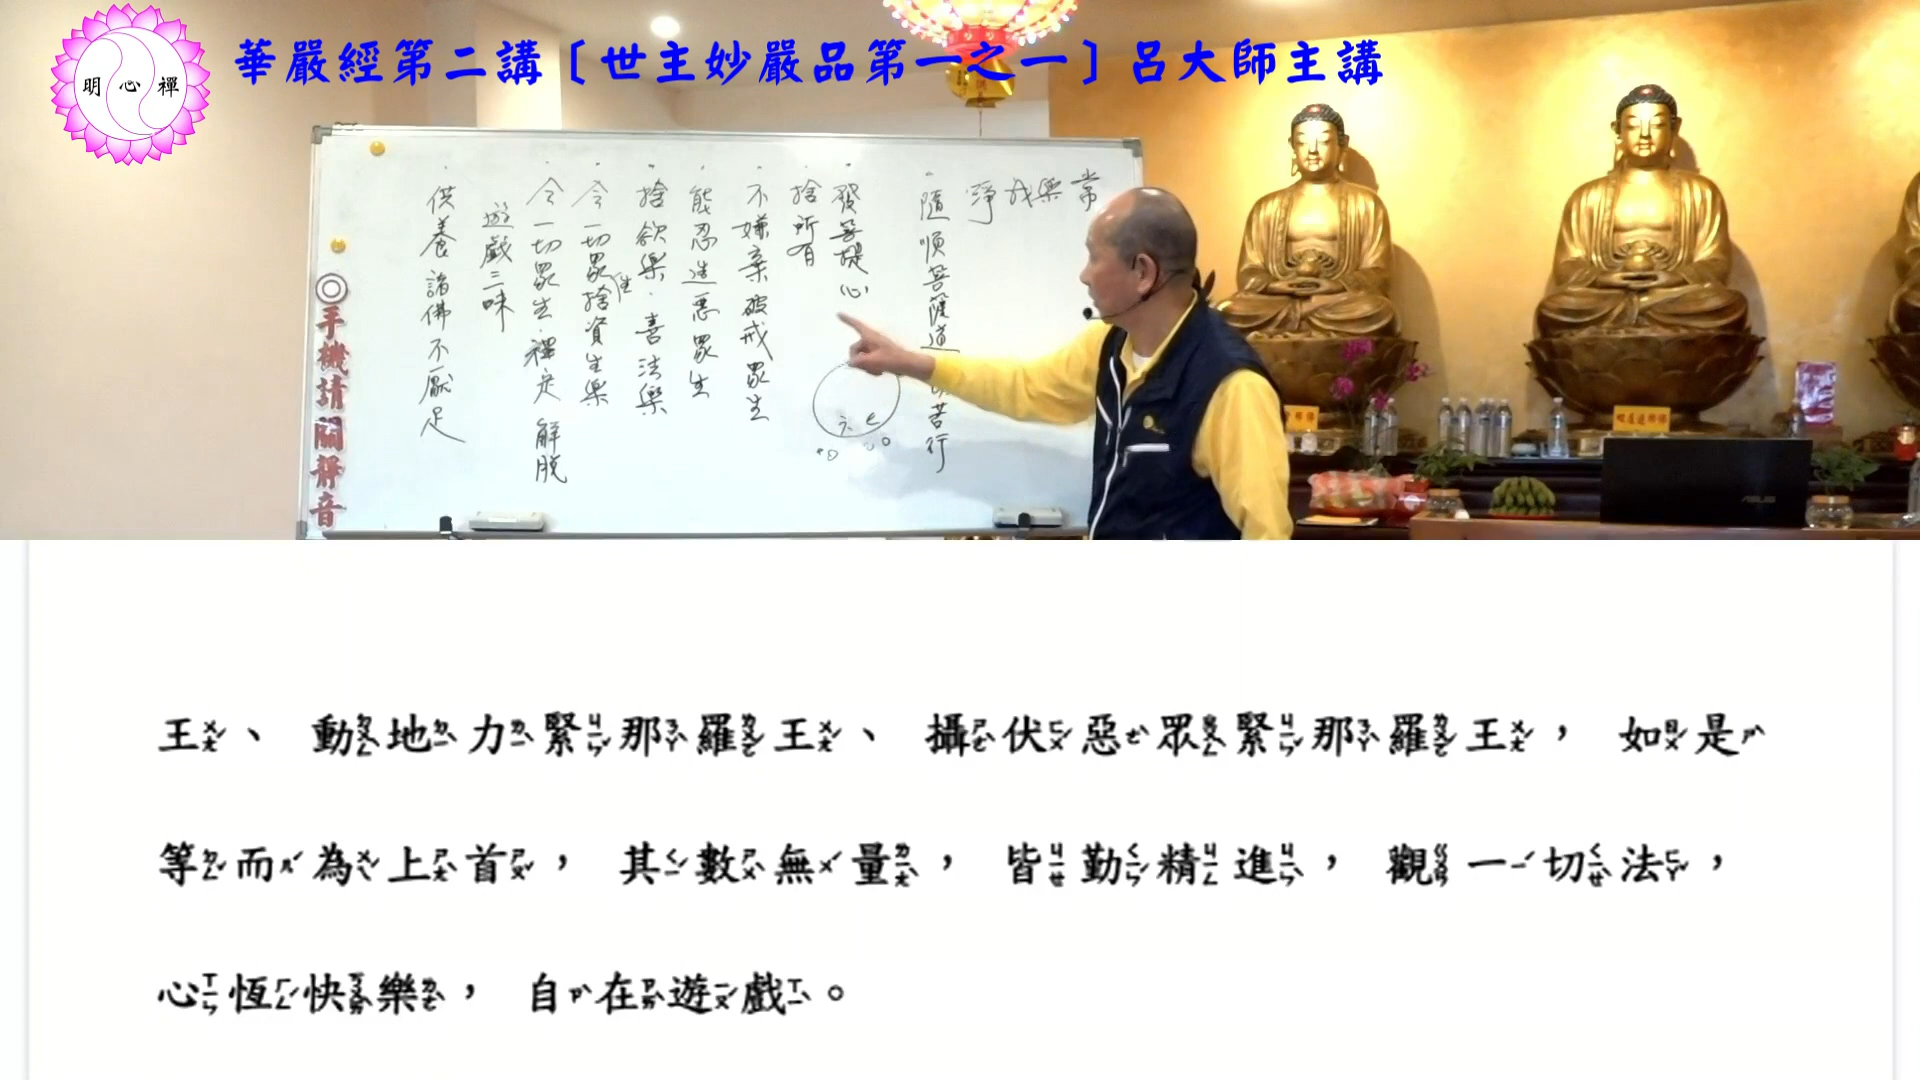 明心禪
華嚴經第二講〔世主妙嚴品第一之一〕呂大師主講
常樂我淨
隨順菩薩道
苦行
發菩提心
捨所有
不嫌棄破戒眾生
能忍造惡眾生
捨欲樂.喜法樂
令一切眾生捨資生樂
令一切眾生.禪定解脫
遊戲三昧
供養諸佛不厭足
手機請關靜音
ASUS
王、動地力緊那羅王、攝伏惡眾緊那羅王，如是
等而為上首，其數無量，皆勤精進，觀一切法，
心恆快樂，自在遊戲。